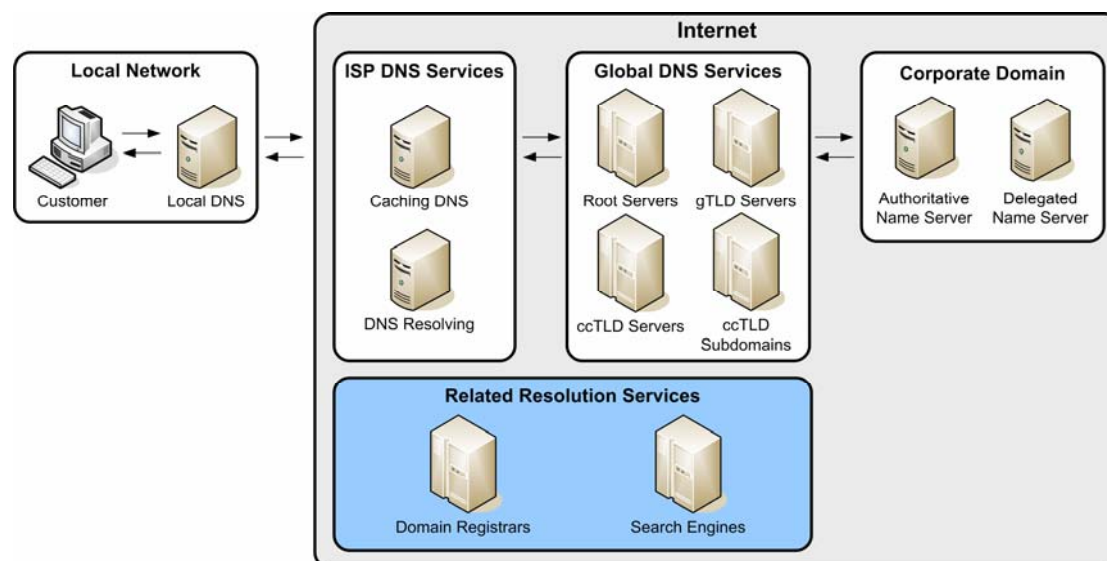 Internet
Local Network
Customer
Local DNS
ISP DNS Services
Caching DNS
DNS Resolving
Global DNS Services
Root Servers
gTLD Servers
ccTLD Servers
ccTLD
Subdomains
Corporate Domain
Authoritative
Name Server
Delegated
Name Server
Related Resolution Services
Domain Registrars
Search Engines